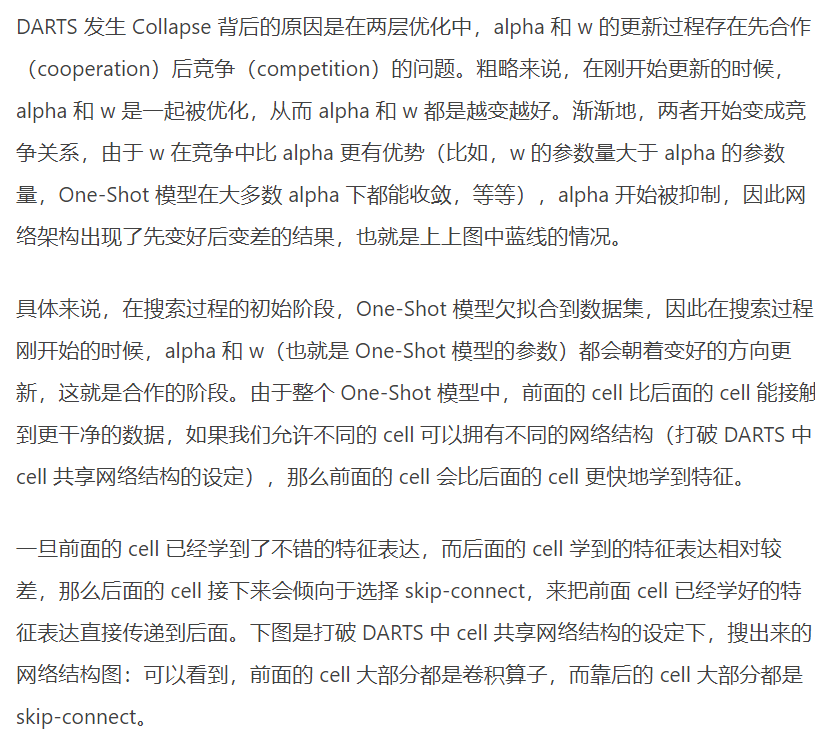 DARTS 发生 Collapse 背后的原因是在两层优化中，alpha 和 w 的更新过程存在先合作
（cooperation）后竞争（competition）的问题。粗略来说，在刚开始更新的时候，
alpha 和 w 是一起被优化，从而 alpha 和 w 都是越变越好。渐渐地，两者开始变成竞
争关系，由于 w 在竞争中比 alpha 更有优势（比如，w 的参数量大于 alpha 的参数
量，One-Shot 模型在大多数 alpha 下都能收敛，等等），alpha 开始被抑制，因此网
络架构出现了先变好后变差的结果，也就是上上图中蓝线的情况。
具体来说，在搜索过程的初始阶段，One-Shot 模型欠拟合到数据集，因此在搜索过程
刚开始的时候，alpha 和 w（也就是 One-Shot 模型的参数）都会朝着变好的方向更
新，这就是合作的阶段。由于整个 One-Shot 模型中，前面的 cell 比后面的 cell 能接触
到更干净的数据，如果我们允许不同的 cell 可以拥有不同的网络结构（打破 DARTS 中
cell 共享网络结构的设定），那么前面的 cell 会比后面的 cell 更快地学到特征。
一旦前面的 cell 已经学到了不错的特征表达，而后面的 cell 学到的特征表达相对较
差，那么后面的 cell 接下来会倾向于选择 skip-connect，来把前面 cell 已经学好的特
征表达直接传递到后面。下图是打破 DARTS 中 cell 共享网络结构的设定下，搜出来的
网络结构图：可以看到，前面的 cell 大部分都是卷积算子，而靠后的 cell 大部分都是
skip-connect。